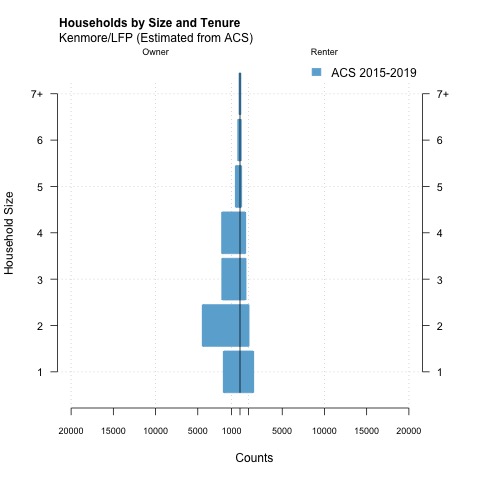 Households by Size and Tenure
Kenmore/LFP (Estimated from ACS)
Owner Renter
ACS 2015-2019
7+ 7+
6 6
5 5
4 4
3 3
2 2
1 1
Household Size
20000 15000 10000 5000 1000 5000 10000 15000 20000
Counts